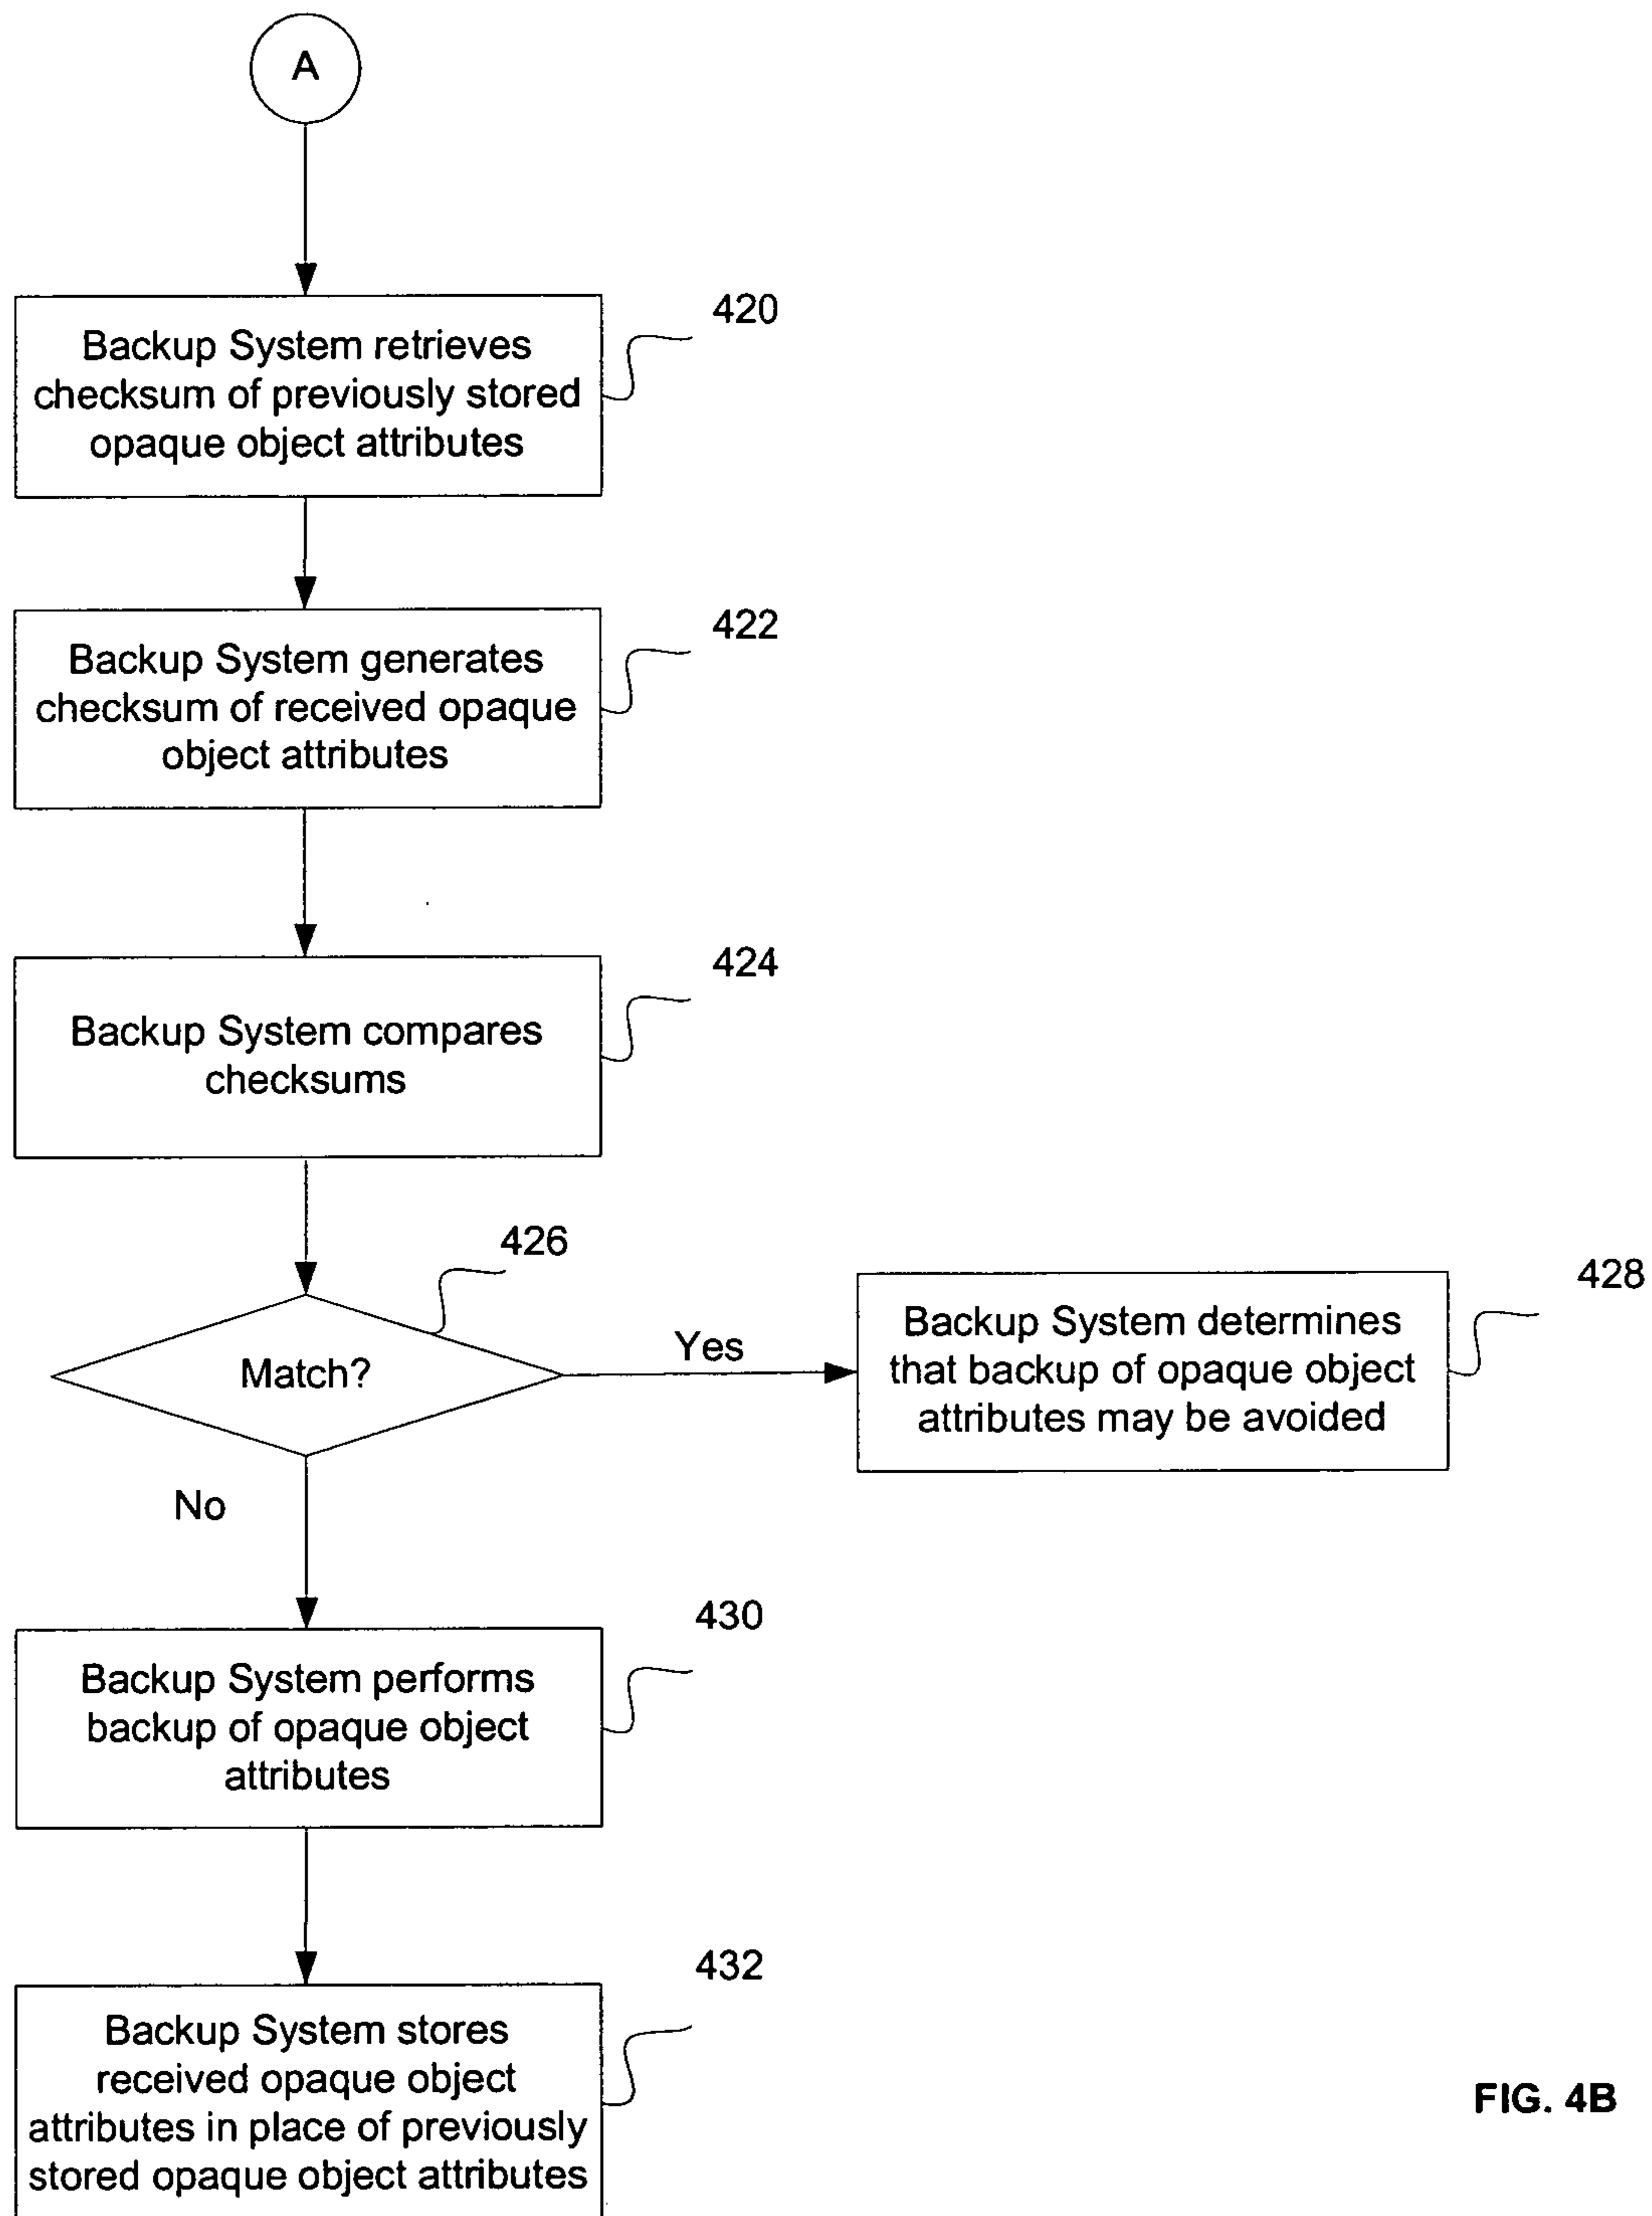 A
420
Backup System retrieves
checksum of previously stored
opaque object attributes
422
Backup System generates
checksum of received opaque
object attributes
424
Backup System compares
checksums
426
Match?
Yes
428
Backup System determines
that backup of opaque object
attributes may be avoided
No
430
Backup System performs
backup of opaque object
attributes
432
Backup System stores
received opaque object
attributes in place of previously
stored opaque object attributes
FIG. 4B